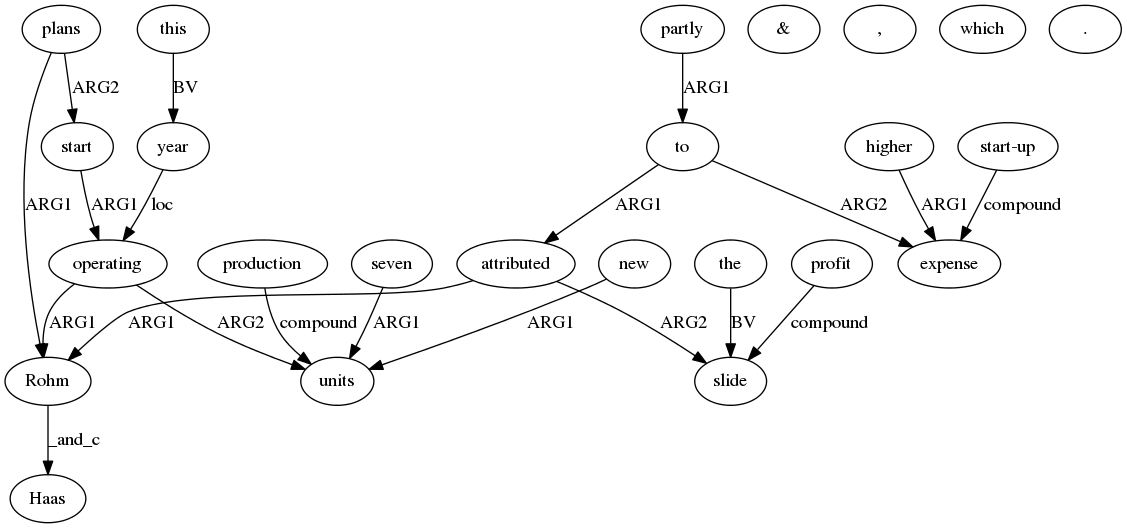 plans this partly & , which .
ARG2 BV ARG1
start year to higher start-up
ARG1 ARG1 loc ARG1 ARG2 ARG1 compound
operating production seven attributed new the profit expense
ARG1 ARG1 ARG2 compound ARG1 ARG1 ARG2 BV compound
Rohm units slide
_and_c
Haas